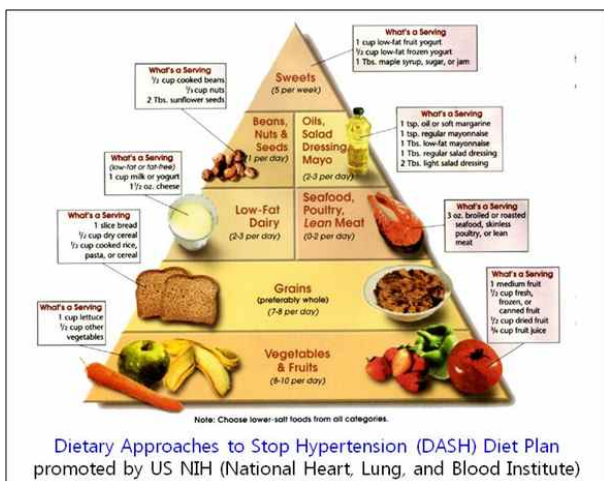 What's a Serving
1 cup low-fat fruit yogurt
½ cup low-fat frozen yogurt
1 Tbs. maple syrup, sugar, or jam
Sweets
(5 per week)
What's a Serving
½ cup cooked beans
⅓ cup nuts
2 Tbs. sunflower seeds
Beans,
Nuts &
Seeds
(1 per day)
Oils,
Salad
Dressing,
Mayo
(2-3 per day)
What's a Serving
1 tsp. oil or soft margarine
1 tsp. regular mayonnaise
1 Tbs. low-fat mayonnaise
1 Tbs. regular salad dressing
2 Tbs. light salad dressing
What's a Serving
(low-fat or fat-free)
1 cup milk or yogurt
1½ oz. cheese
Low-Fat
Dairy
(2-3 per day)
Seafood,
Poultry,
Lean Meat
(0-2 per day)
What's a Serving
3 oz. broiled or roasted
seafood, skinless
poultry, or lean
meat
What's a Serving
1 slice bread
½ cup dry cereal
½ cup cooked rice,
pasta, or cereal
Grains
(preferably whole)
(7-8 per day)
What's a Serving
1 cup lettuce
½ cup other
vegetables
Vegetables
& Fruits
(8-10 per day)
What's a Serving
1 medium fruit
½ cup fresh,
frozen, or
canned fruit
½ cup dried fruit
¾ cup fruit juice
Note: Choose lower-salt foods from all categories.
Dietary Approaches to Stop Hypertension (DASH) Diet Plan
promoted by US NIH (National Heart, Lung, and Blood Institute)